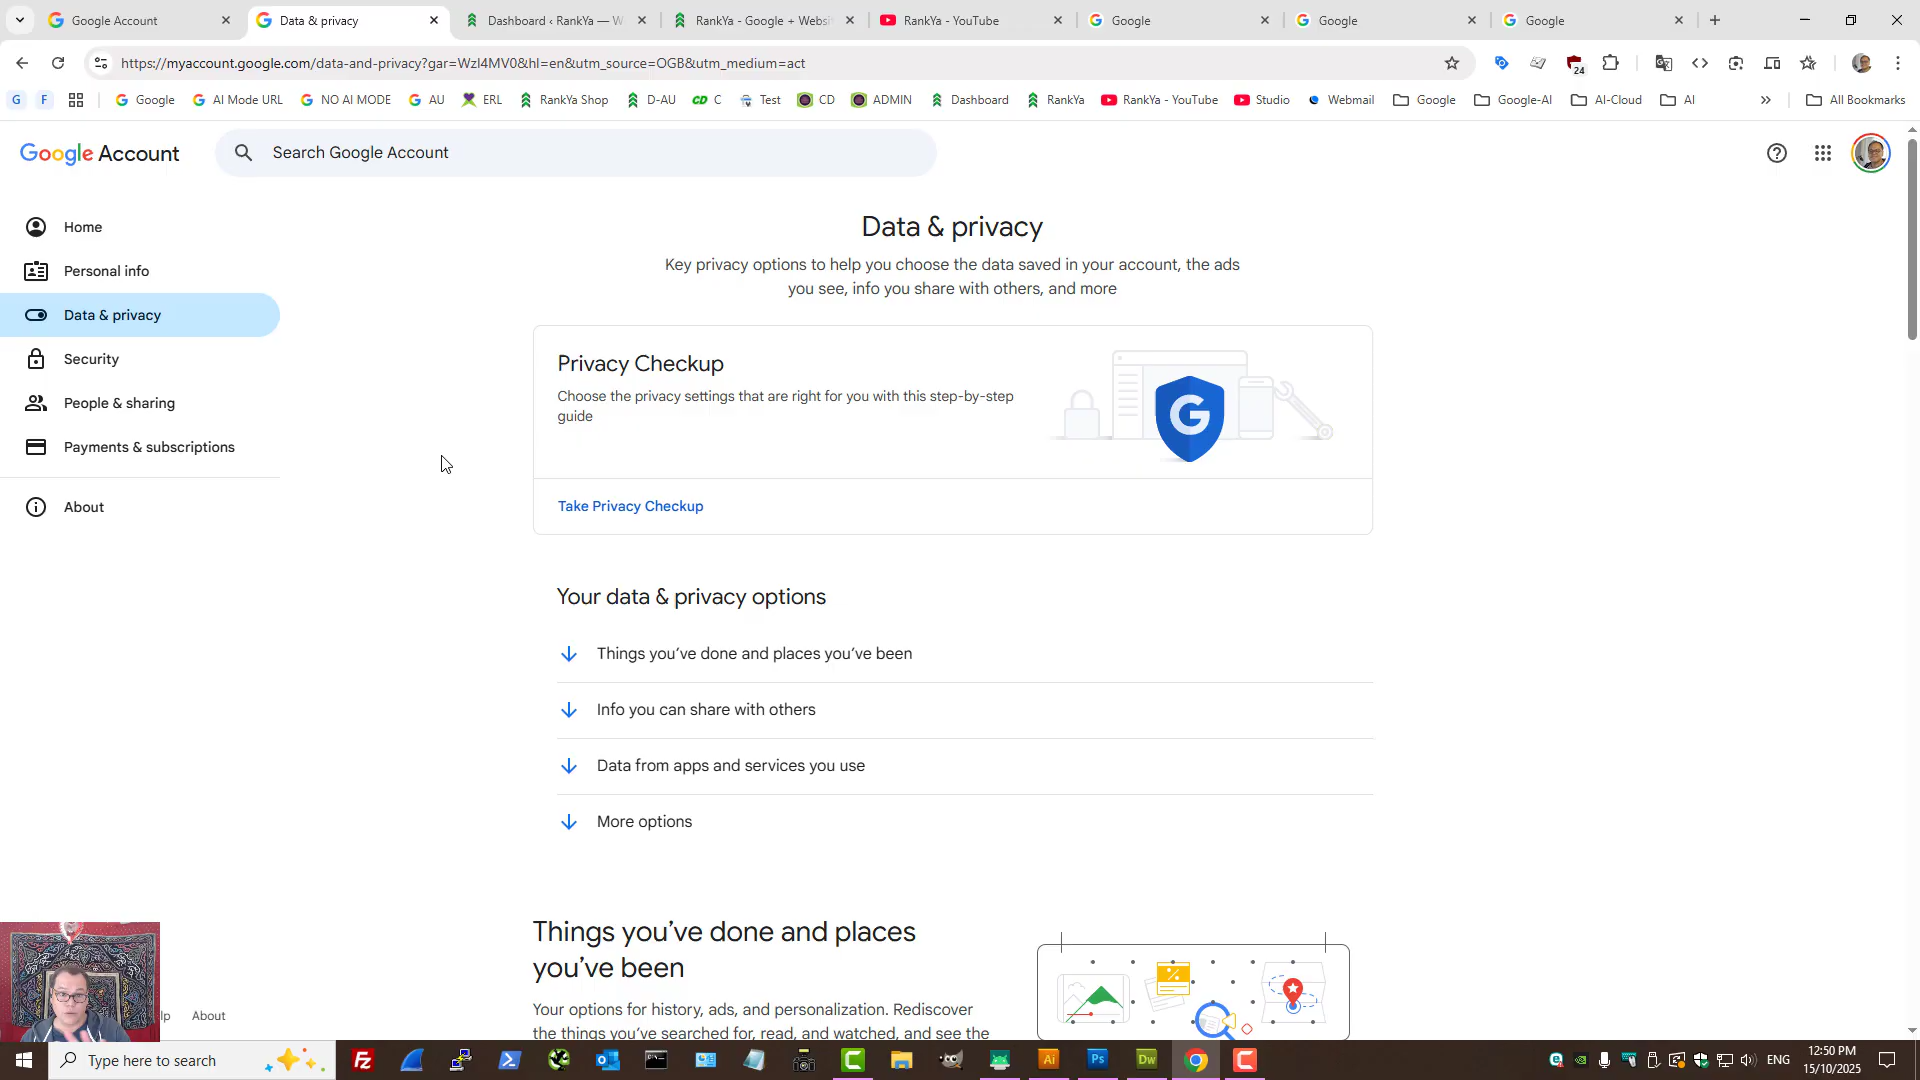 Google Account
Data & privacy
Dashboard ‹ RankYa — W
RankYa - Google + Websi
RankYa - YouTube
Google
Google
Google
https://myaccount.google.com/data-and-privacy?gar=WzI4MV0&hl=en&utm_source=OGB&utm_medium=act
24
G
F
Google
AI Mode URL
NO AI MODE
AU
ERL
RankYa Shop
D-AU
CD C
Test
CD
ADMIN
Dashboard
RankYa
RankYa - YouTube
Studio
Webmail
Google
Google-AI
AI-Cloud
AI
All Bookmarks
Google Account
Search Google Account
Home
Personal info
Data & privacy
Security
People & sharing
Payments & subscriptions
About
Data & privacy
Key privacy options to help you choose the data saved in your account, the ads
you see, info you share with others, and more
Privacy Checkup
Choose the privacy settings that are right for you with this step-by-step
guide
G
Take Privacy Checkup
Your data & privacy options
Things you've done and places you've been
Info you can share with others
Data from apps and services you use
More options
Things you've done and places
you've been
Your options for history, ads, and personalization. Rediscover
the things you've searched for, read, and watched, and see the
lp
About
Type here to search
Fz
Ai
Ps
Dw
ENG
12:50 PM
15/10/2025